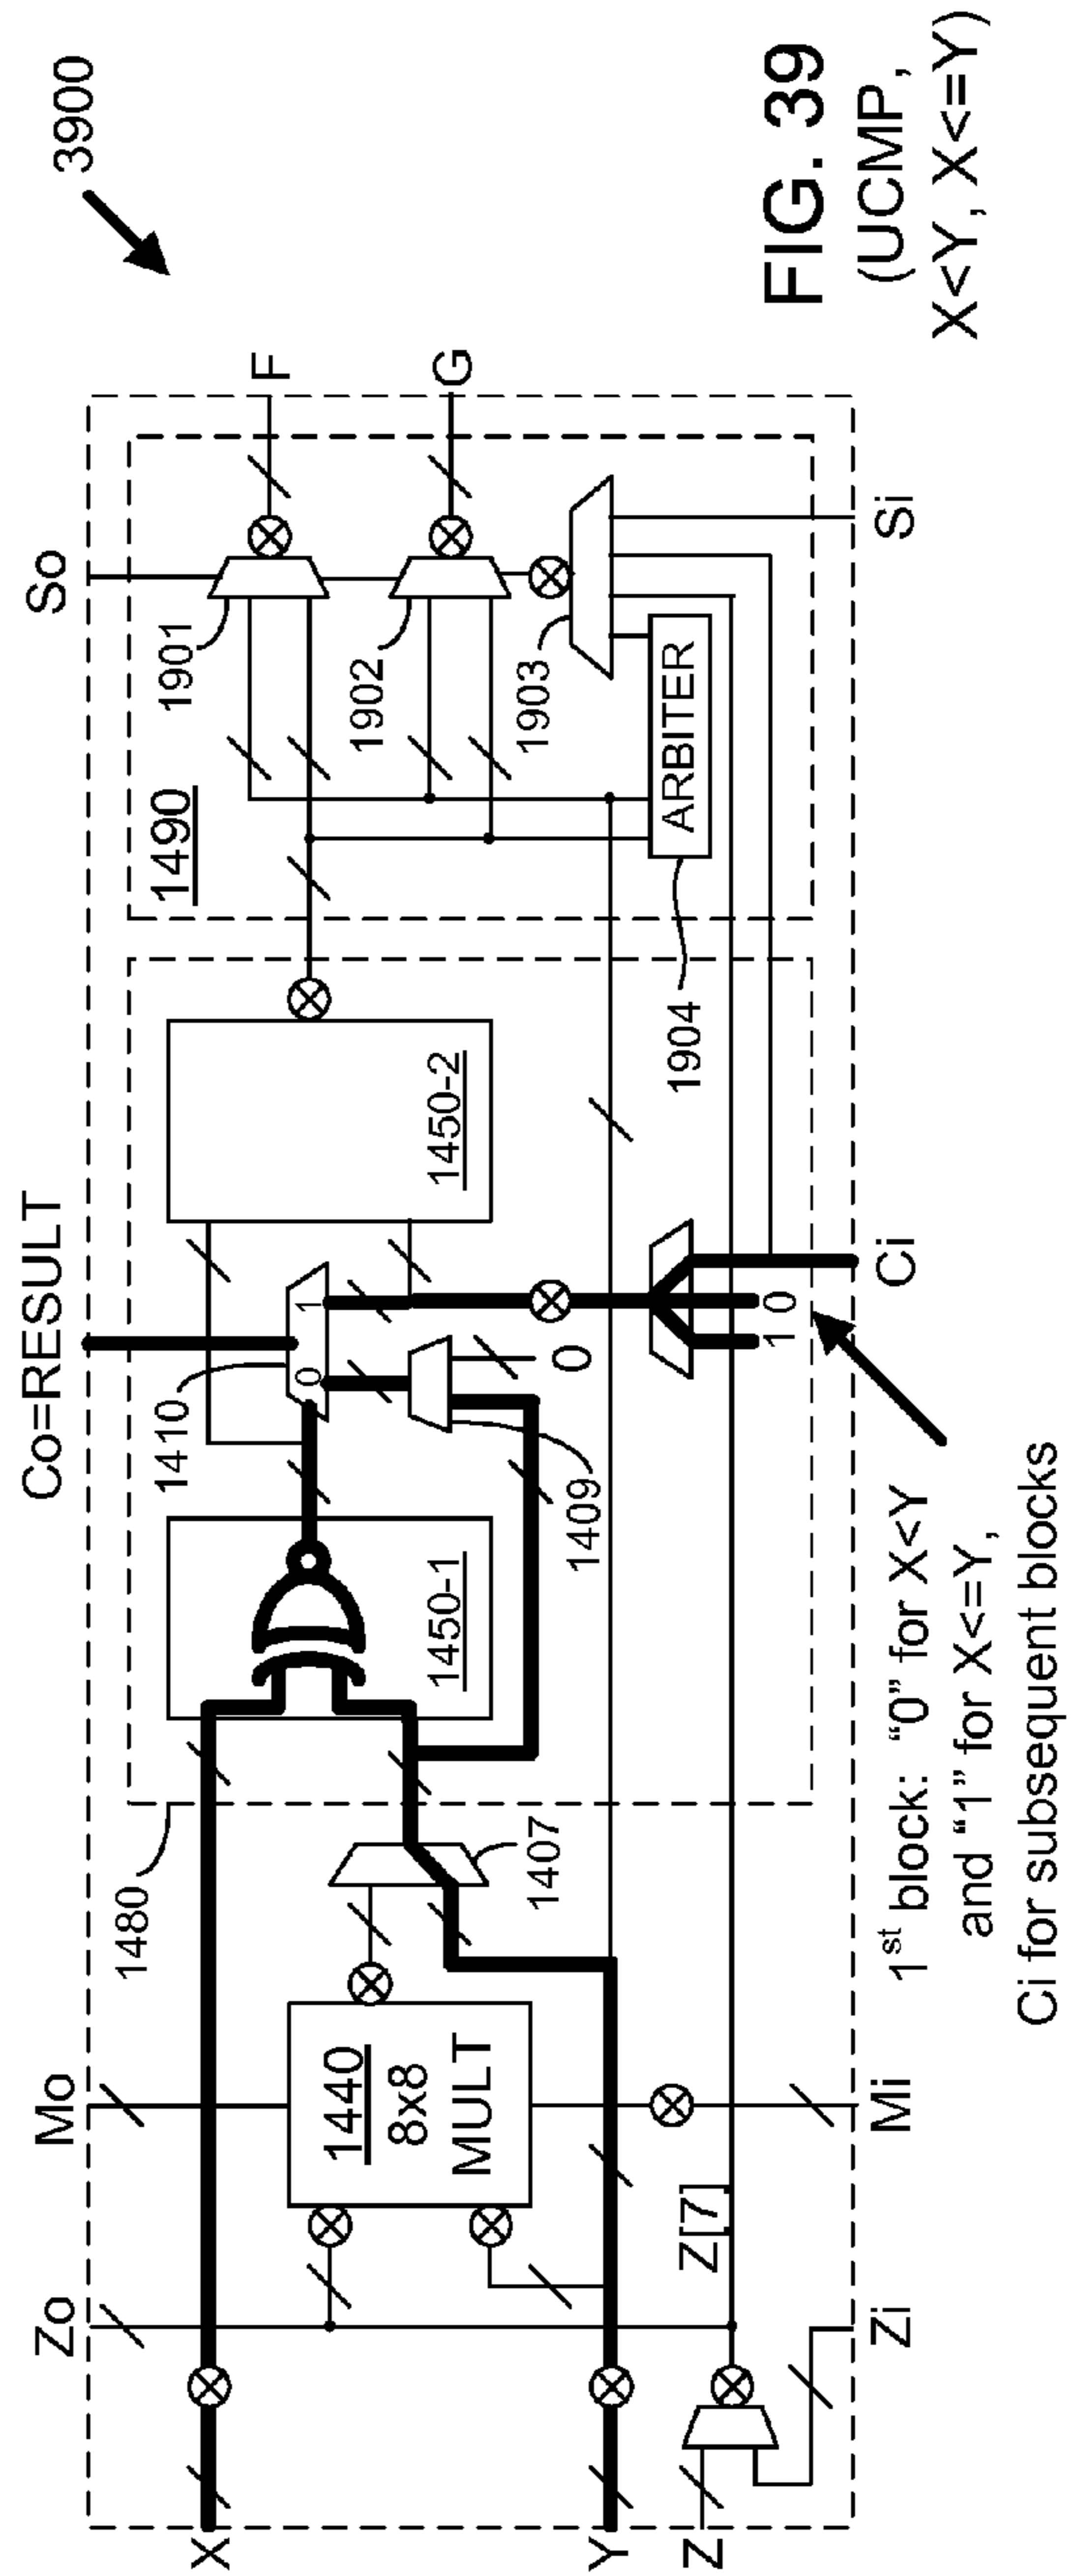 3900
FIG. 39
(UCMP,
X<Y, X<=Y)
Zo
Mo
Co=RESULT
So
X
Y
Z
F
G
1480
1440
8x8
MULT
1407
1450-1
1410
0
1
1409
0
1450-2
1490
1901
1902
1903
ARBITER
1904
Z[7]
1
0
Zi
Mi
Ci
Si
1st block: “0” for X<Y
and “1” for X<=Y,
Ci for subsequent blocks